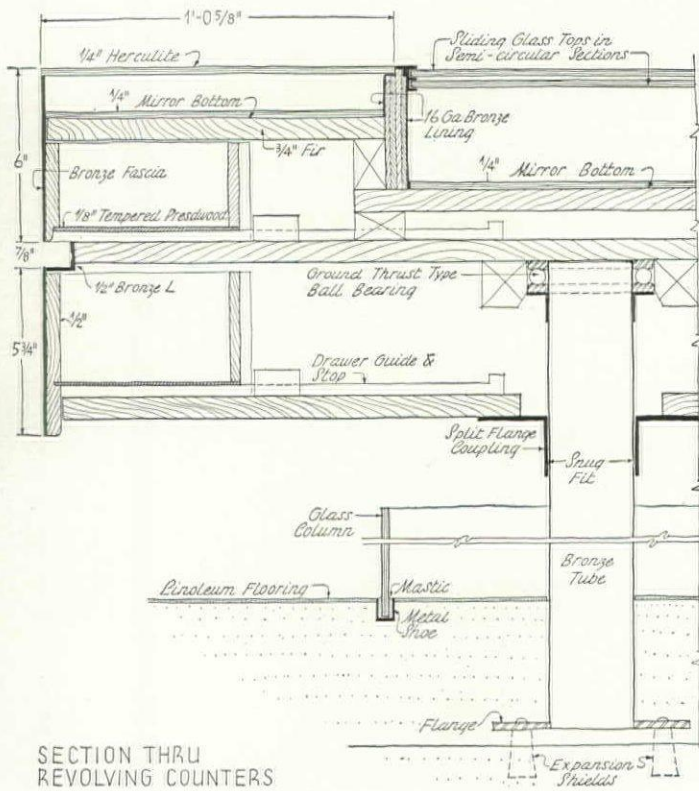 1'-0 5/8"
1/4" Herculite
Sliding Glass Tops in
Semi-circular Sections
1/4"
Mirror Bottom
16 Ga Bronze
Lining
3/4" Fir
6"
Bronze Fascia
1/4"
Mirror Bottom
1/8" Tempered Presdwood
7/8"
1/2" Bronze L
Ground Thrust Type
Ball Bearing
1/2"
5 3/4"
Drawer Guide &
Stop
Split Flange
Coupling
Snug
Fit
Glass
Column
Bronze
Tube
Linoleum Flooring
Mastic
Metal
Shoe
Flange
Expansion
Shields
S
SECTION THRU
REVOLVING COUNTERS